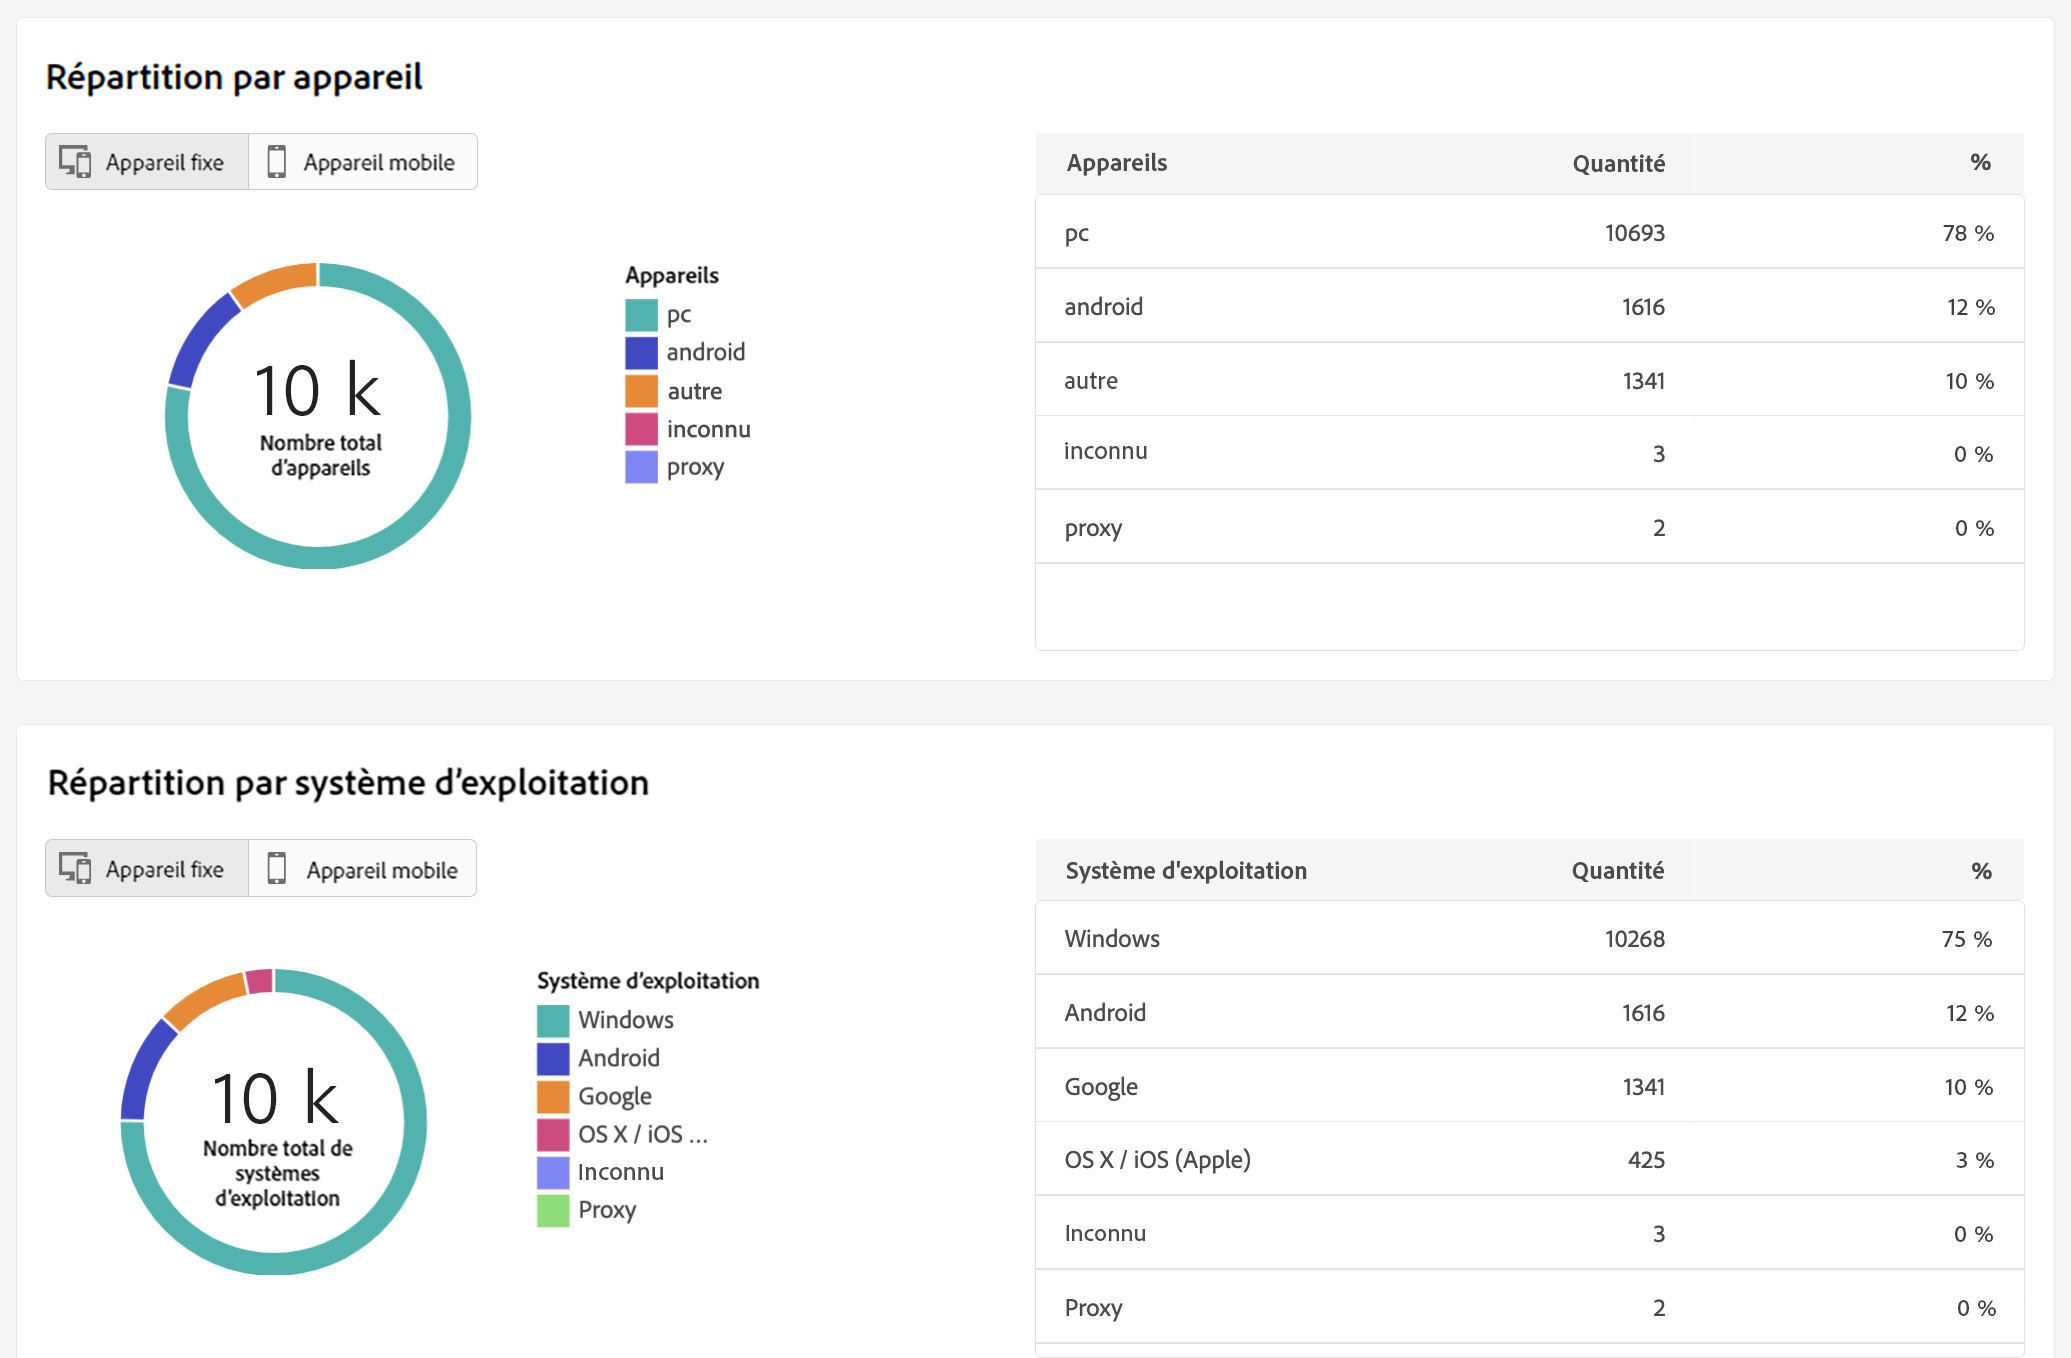 Répartition par appareil
Appareil fixe
Appareil mobile
10 k
Nombre total
d’appareils
Appareils
pc
android
autre
inconnu
proxy
Appareils Quantité %
pc 10693 78 %
android 1616 12 %
autre 1341 10 %
inconnu 3 0 %
proxy 2 0 %
Répartition par système d’exploitation
Appareil fixe
Appareil mobile
10 k
Nombre total de
systèmes
d’exploitation
Système d’exploitation
Windows
Android
Google
OS X / iOS ...
Inconnu
Proxy
Système d'exploitation Quantité %
Windows 10268 75 %
Android 1616 12 %
Google 1341 10 %
OS X / iOS (Apple) 425 3 %
Inconnu 3 0 %
Proxy 2 0 %